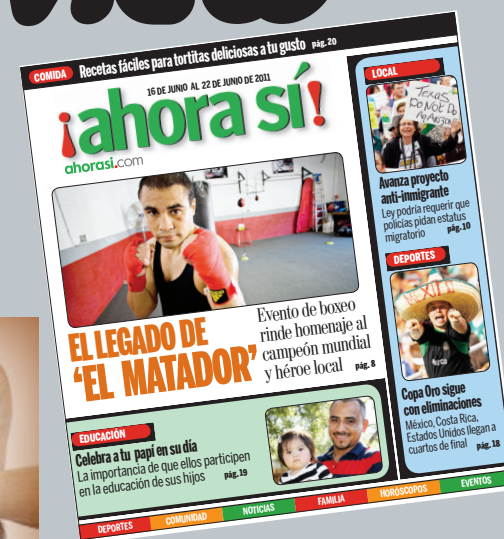 COMIDA Recetas fáciles para tortitas deliciosas a tu gusto pág. 20
16 DE JUNIO AL 22 DE JUNIO DE 2011
¡ahora sí!
ahorasi.com
EL LEGADO DE
‘EL MATADOR’
Evento de boxeo
rinde homenaje al
campeón mundial
y héroe local pág. 8
LOCAL
Texas
DO NOT Do
Avanza proyecto
anti-inmigrante
Ley podría requerir que
policías pidan estatus
migratorio pág. 10
DEPORTES
MEXICO
Copa Oro sigue
con eliminaciones
México, Costa Rica,
Estados Unidos llegan a
cuartos de final pág. 18
EDUCACIÓN
Celebra a tu papi en su día
La importancia de que ellos participen
en la educación de sus hijos pág. 19
DEPORTES COMUNIDAD NOTICIAS FAMILIA HORÓSCOPOS EVENTOS